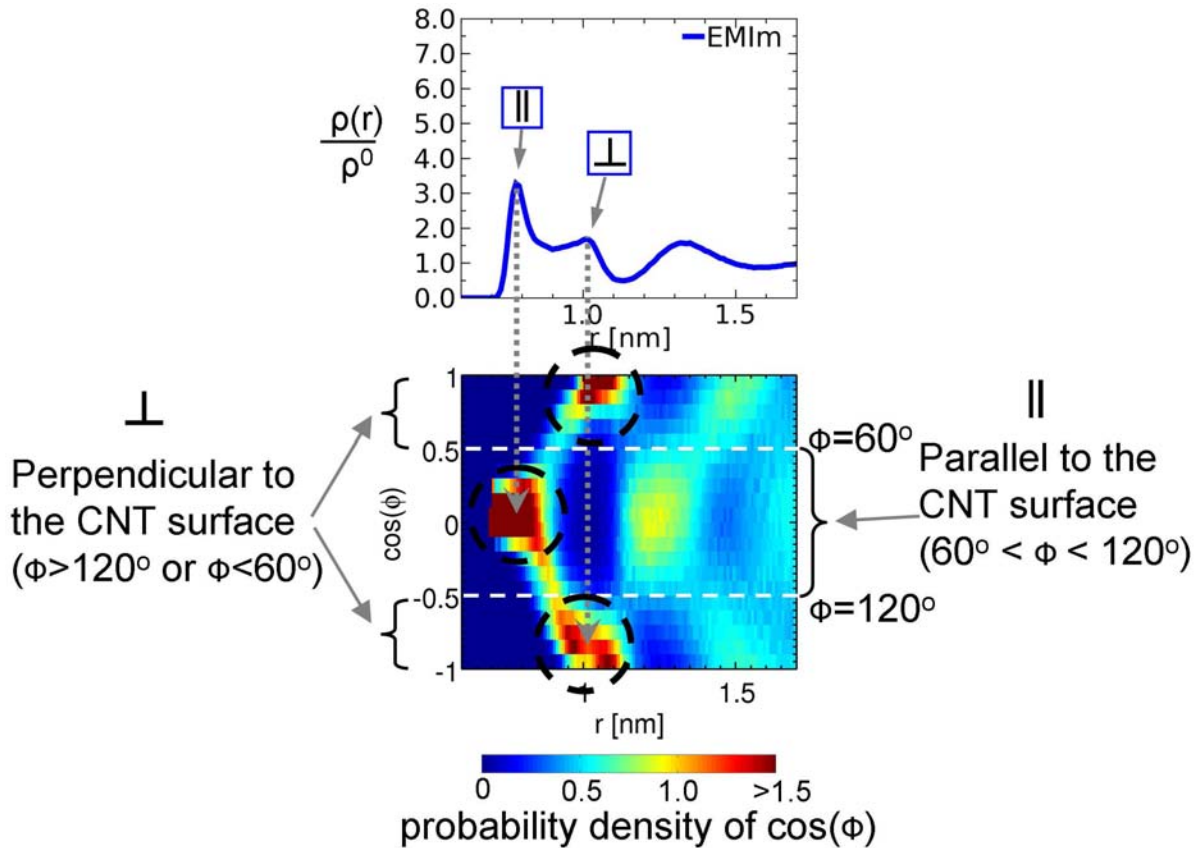 8.0
7.0
6.0
5.0
4.0
3.0
2.0
1.0
0.0
EMIm
∥
⊥
ρ(r)
ρ⁰
1.0
1.5
r [nm]
⊥
Perpendicular to
the CNT surface
(Φ>120° or Φ<60°)
1
0.5
0
-0.5
-1
cos(ϕ)
Φ=60°
Φ=120°
∥
Parallel to the
CNT surface
(60° < Φ < 120°)
1
1.5
r [nm]
0
0.5
1.0
>1.5
probability density of cos(Φ)